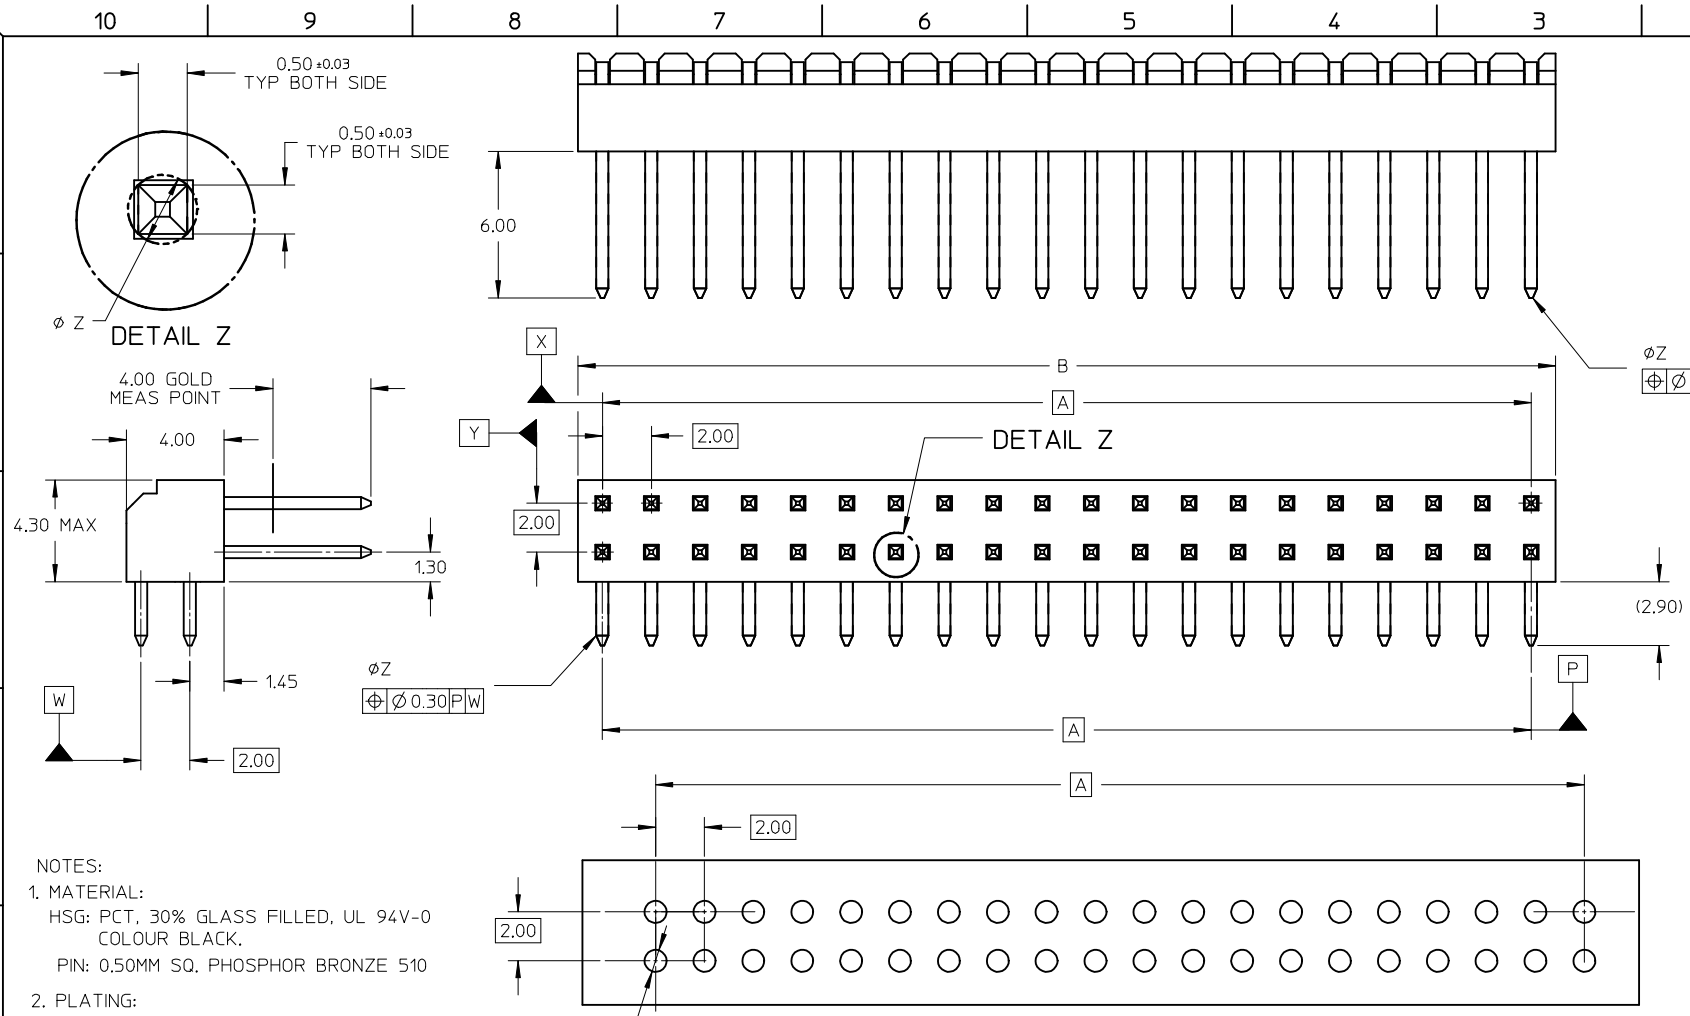 10 9 8 7 6 5 4 3
0.50 ±0.03
TYP BOTH SIDE
0.50 ±0.03
TYP BOTH SIDE
6.00
Ø Z
DETAIL Z
X
B
ØZ
⌖ Ø
4.00 GOLD
MEAS POINT
A
4.00
Y
2.00
DETAIL Z
4.30 MAX
2.00
1.30
(2.90)
ØZ
1.45
P
W
⌖ Ø 0.30 P W
A
2.00
A
2.00
NOTES:
1. MATERIAL:
HSG: PCT, 30% GLASS FILLED, UL 94V-0
COLOUR BLACK.
2.00
PIN: 0.50MM SQ. PHOSPHOR BRONZE 510
2. PLATING: